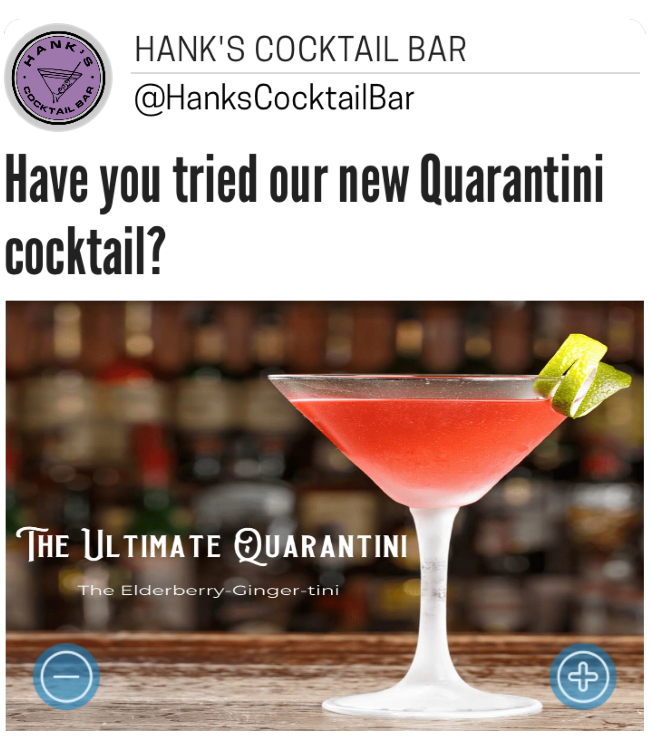 HANK'S
COCKTAIL BAR
HANK'S COCKTAIL BAR
@HanksCocktailBar
Have you tried our new Quarantini
cocktail?
THE ULTIMATE QUARANTINI
The Elderberry-Ginger-tini